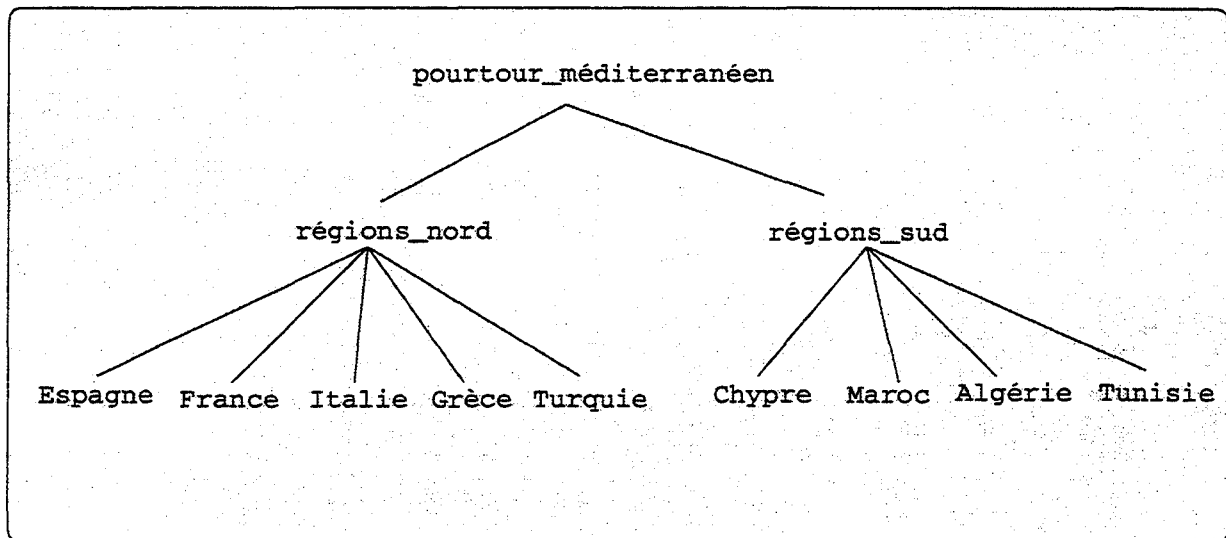 pourtour_méditerranéen
régions_nord régions_sud
Espagne France Italie Grèce Turquie Chypre Maroc Algérie Tunisie